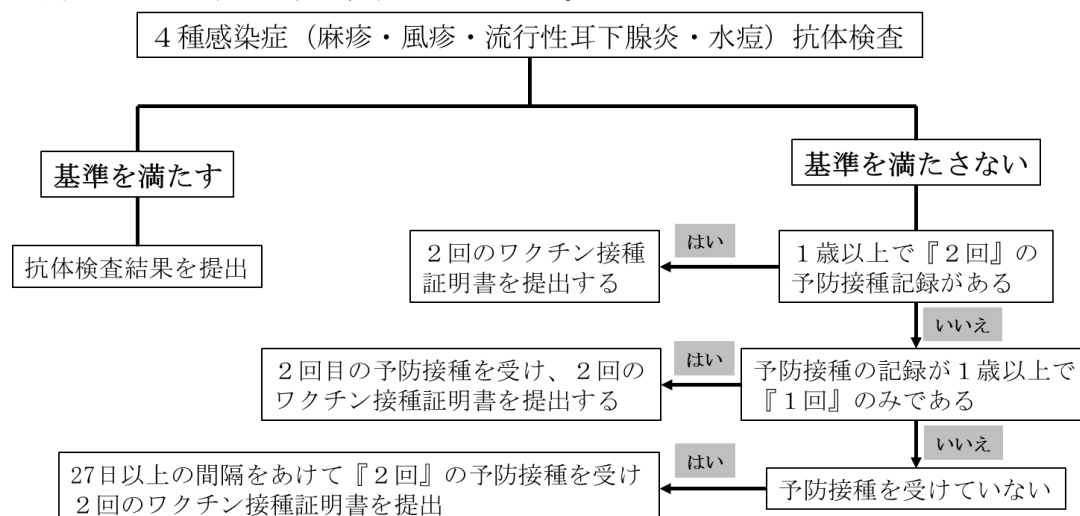 ４種感染症（麻疹・風疹・流行性耳下腺炎・水痘）抗体検査
基準を満たす
基準を満たさない
抗体検査結果を提出
２回のワクチン接種
証明書を提出する
はい
１歳以上で『２回』の
予防接種記録がある
いいえ
２回目の予防接種を受け、２回の
ワクチン接種証明書を提出する
はい
予防接種の記録が１歳以上で
『１回』のみである
いいえ
27日以上の間隔をあけて『２回』の予防接種を受け
２回のワクチン接種証明書を提出
はい
予防接種を受けていない